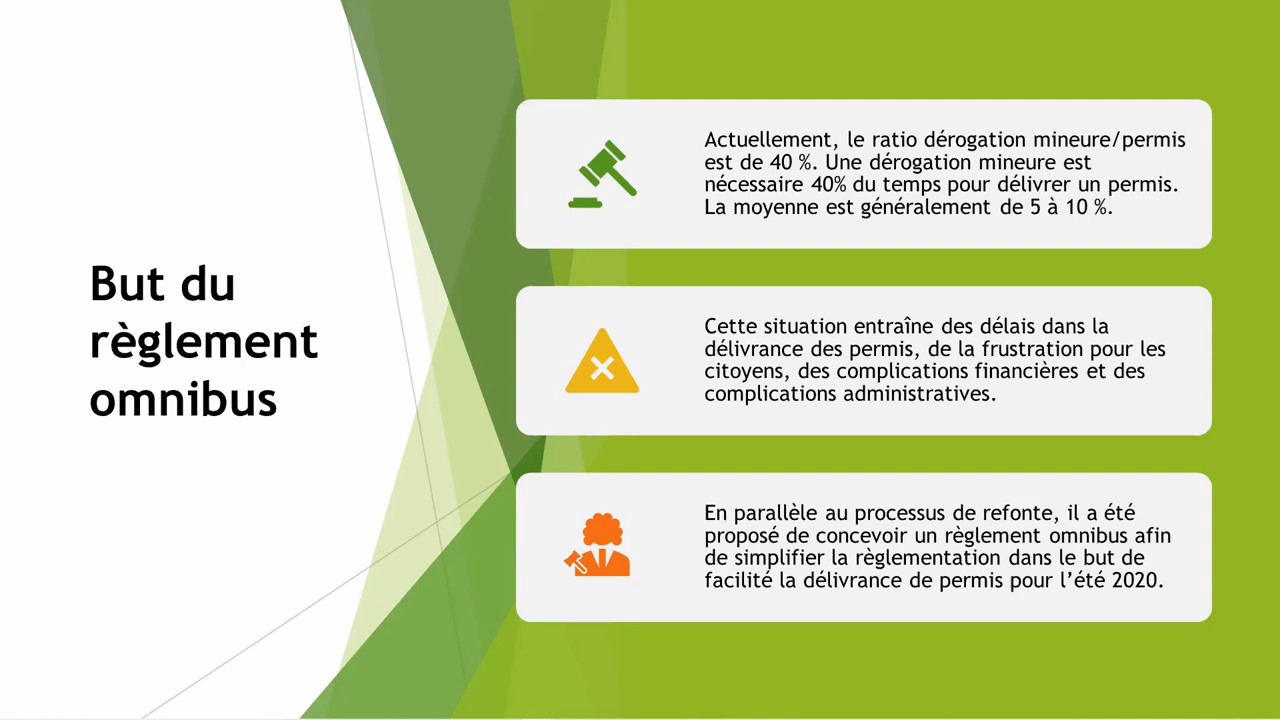 But du
règlement
omnibus
Actuellement, le ratio dérogation mineure/permis
est de 40 %. Une dérogation mineure est
nécessaire 40% du temps pour délivrer un permis.
La moyenne est généralement de 5 à 10 %.
Cette situation entraîne des délais dans la
délivrance des permis, de la frustration pour les
citoyens, des complications financières et des
complications administratives.
En parallèle au processus de refonte, il a été
proposé de concevoir un règlement omnibus afin
de simplifier la règlementation dans le but de
facilité la délivrance de permis pour l’été 2020.